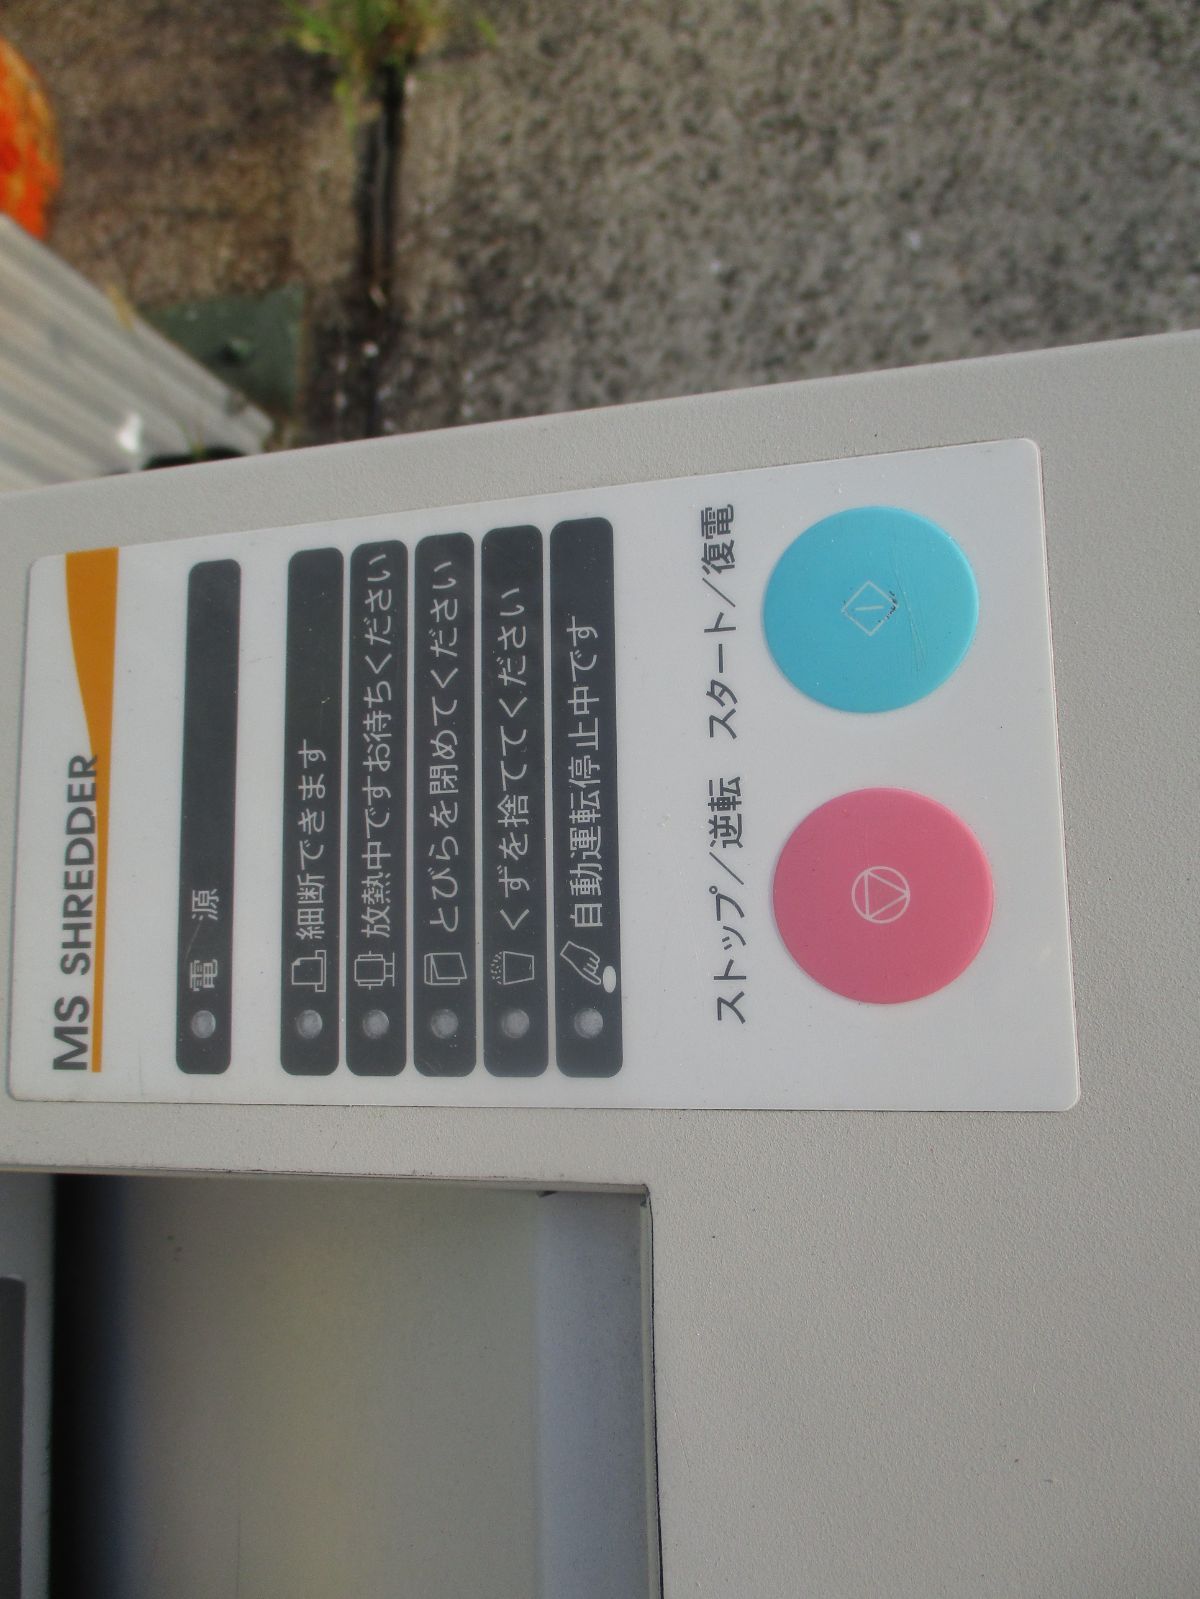 MS SHREDDER
電 源
細断できます
放熱中ですお待ちください
とびらを閉めてください
くずを捨ててください
自動運転停止中です
ストップ/逆転 スタート/復電